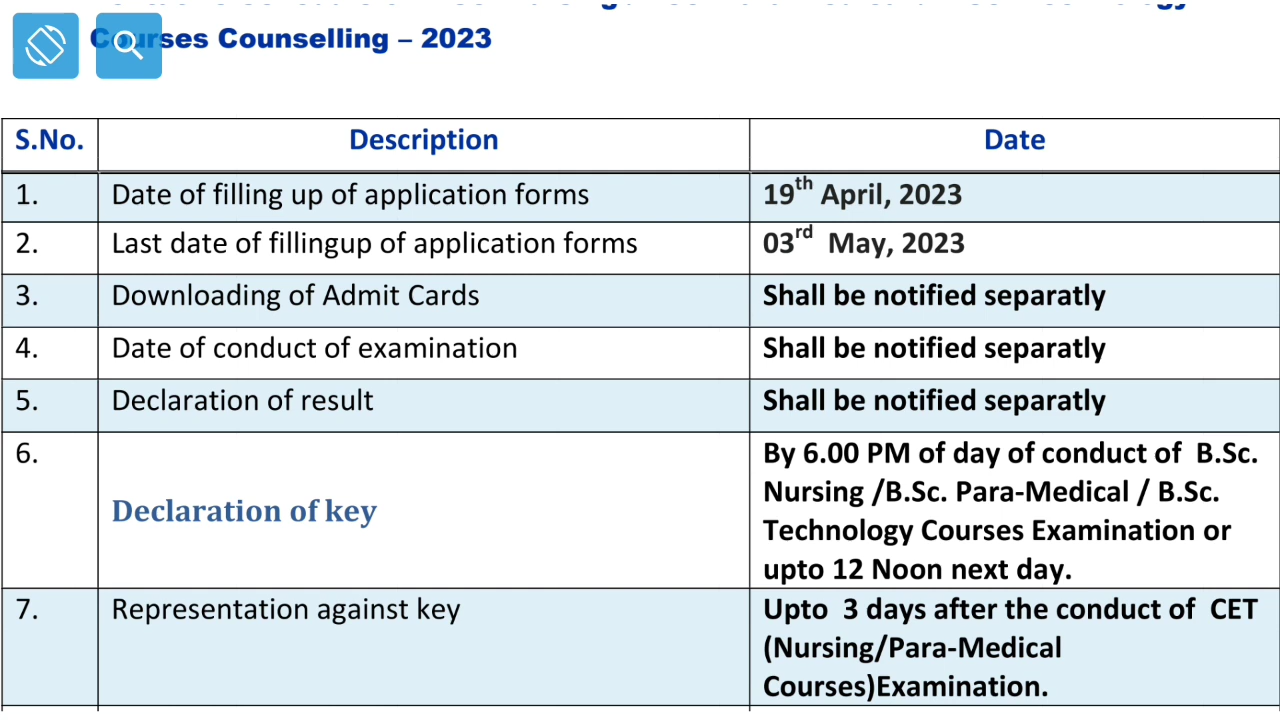 Courses Counselling – 2023
S.No. Description Date
1. Date of filling up of application forms 19th April, 2023
2. Last date of fillingup of application forms 03rd May, 2023
3. Downloading of Admit Cards Shall be notified separatly
4. Date of conduct of examination Shall be notified separatly
5. Declaration of result Shall be notified separatly
6. Declaration of key By 6.00 PM of day of conduct of B.Sc.
Nursing /B.Sc. Para-Medical / B.Sc.
Technology Courses Examination or
upto 12 Noon next day.
7. Representation against key Upto 3 days after the conduct of CET
(Nursing/Para-Medical
Courses)Examination.